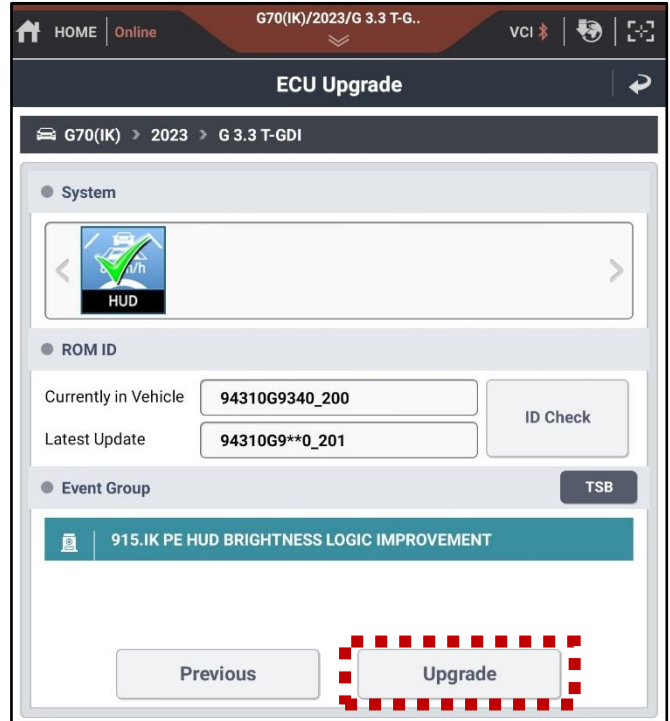 HOME Online G70(IK)/2023/G 3.3 T-G.. VCI
ECU Upgrade
G70(IK) > 2023 > G 3.3 T-GDI
System
HUD
ROM ID
Currently in Vehicle 94310G9340_200
ID Check
Latest Update 94310G9**0_201
Event Group TSB
915.IK PE HUD BRIGHTNESS LOGIC IMPROVEMENT
Previous Upgrade